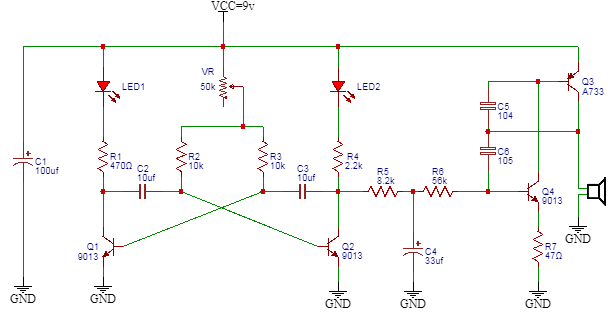 VCC=9v
LED1
VR
50k
LED2
Q3
A733
C5
104
C6
105
C1
100uf
R1
470Ω
C2
10uf
R2
10k
R3
10k
C3
10uf
R4
2.2k
R5
8.2k
R6
56k
Q4
9013
Q1
9013
Q2
9013
C4
33uf
R7
47Ω
GND
GND
GND
GND
GND
GND